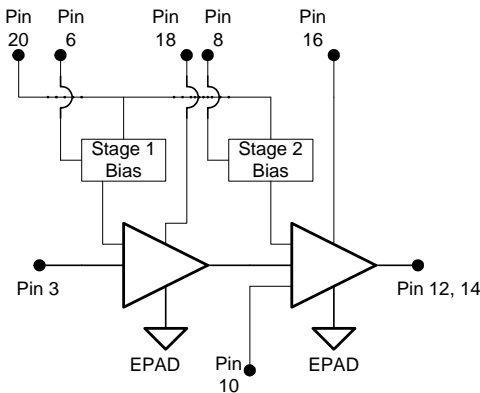 Pin
20
Pin
6
Pin
18
Pin
8
Pin
16
Stage 1
Bias
Stage 2
Bias
Pin 3
Pin 12, 14
EPAD
Pin
10
EPAD